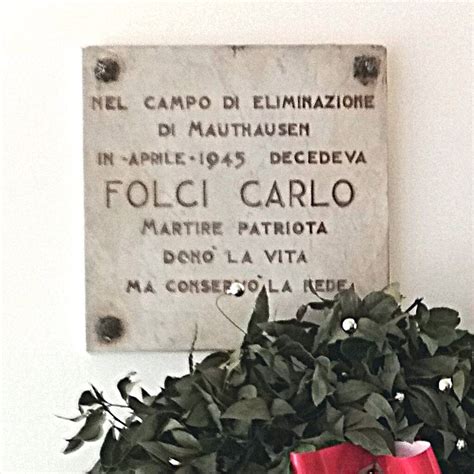 NEL CAMPO DI ELIMINAZIONE
DI MAUTHAUSEN
IN APRILE 1945 DECEDEVA
FOLCI CARLO
MARTIRE PATRIOTA
DONÒ LA VITA
MA CONSERVÒ LA FEDE